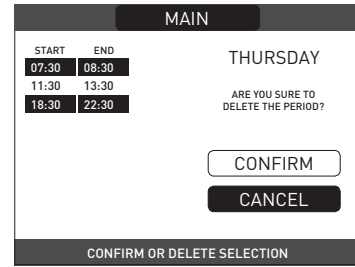 MAIN
START END
07:30 08:30
11:30 13:30
18:30 22:30
THURSDAY
ARE YOU SURE TO
DELETE THE PERIOD?
CONFIRM
CANCEL
CONFIRM OR DELETE SELECTION